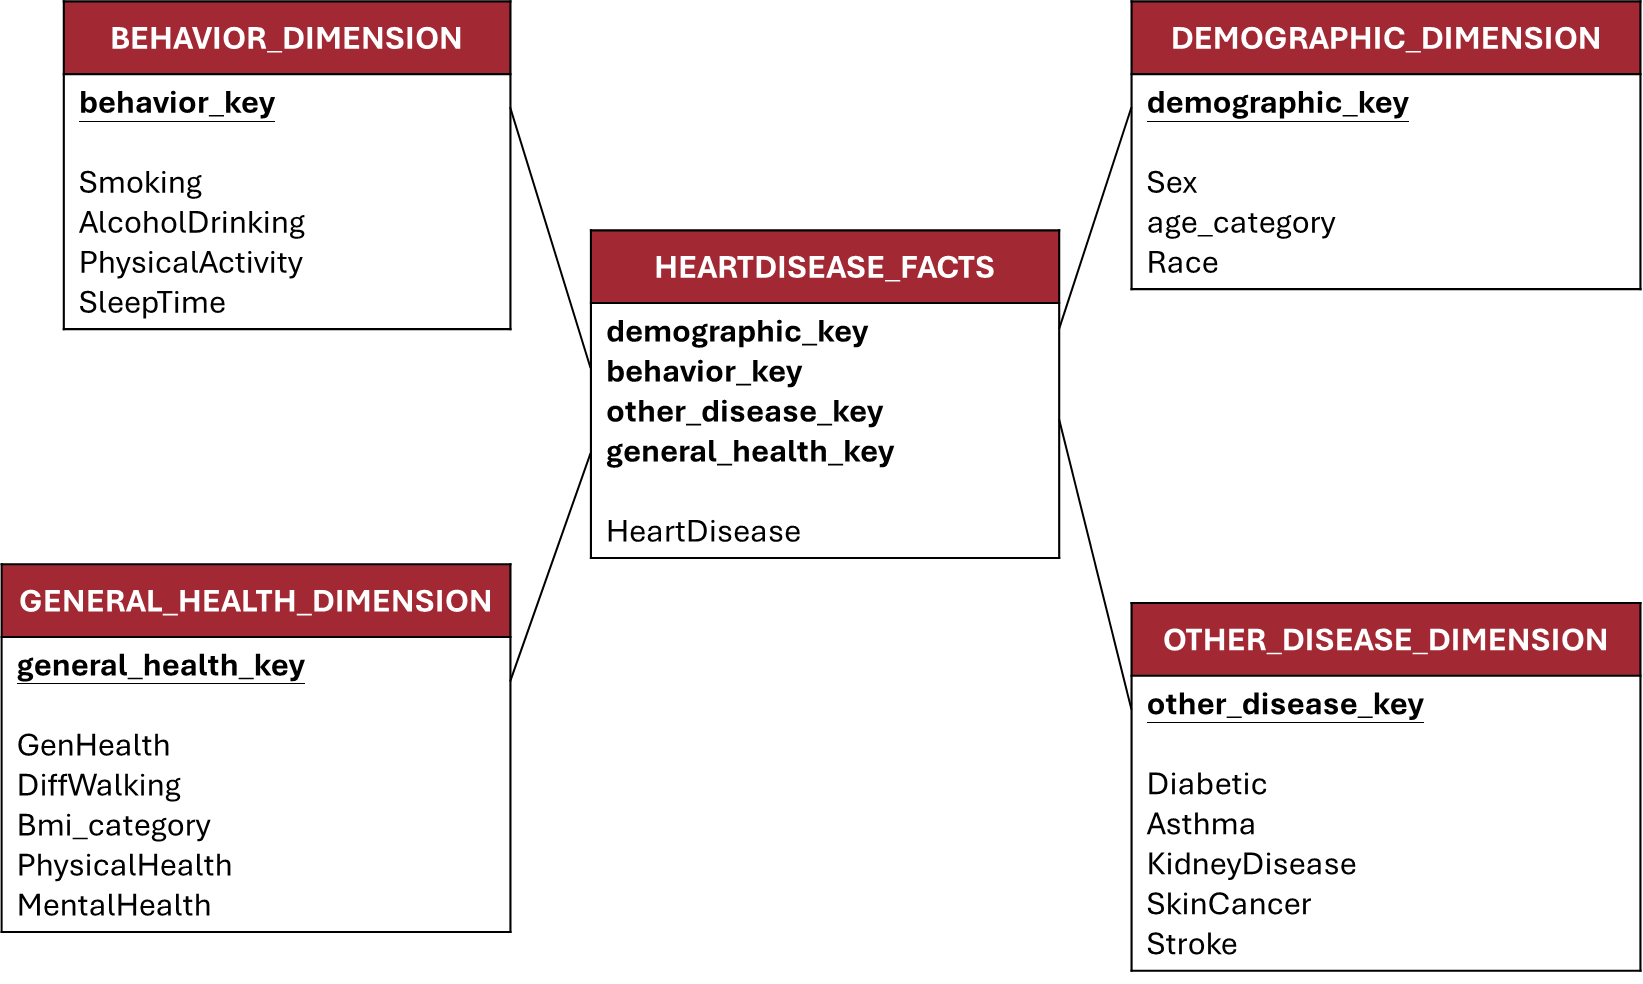 BEHAVIOR_DIMENSION
behavior_key
Smoking
AlcoholDrinking
PhysicalActivity
SleepTime
DEMOGRAPHIC_DIMENSION
demographic_key
Sex
age_category
Race
HEARTDISEASE_FACTS
demographic_key
behavior_key
other_disease_key
general_health_key
HeartDisease
GENERAL_HEALTH_DIMENSION
general_health_key
GenHealth
DiffWalking
Bmi_category
PhysicalHealth
MentalHealth
OTHER_DISEASE_DIMENSION
other_disease_key
Diabetic
Asthma
KidneyDisease
SkinCancer
Stroke